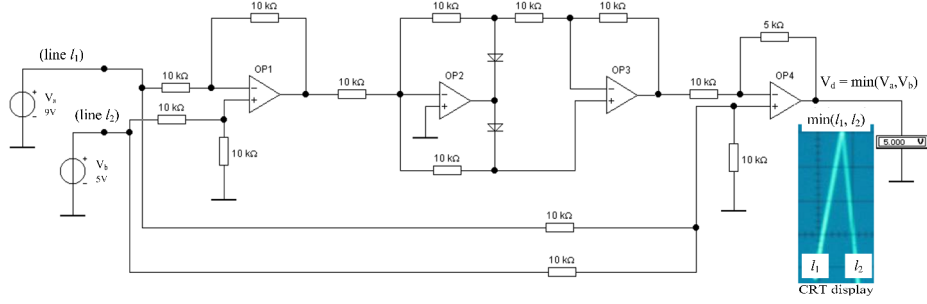 10 kΩ
10 kΩ
10 kΩ
10 kΩ
5 kΩ
(line l₁)
10 kΩ
OP1
10 kΩ
OP2
OP3
10 kΩ
OP4
Vₐ
9V
10 kΩ
Vd = min(Vₐ,Vb)
(line l₂)
min(l₁, l₂)
5.000 V
Vb
5V
10 kΩ
10 kΩ
10 kΩ
10 kΩ
10 kΩ
l₁
l₂
CRT display